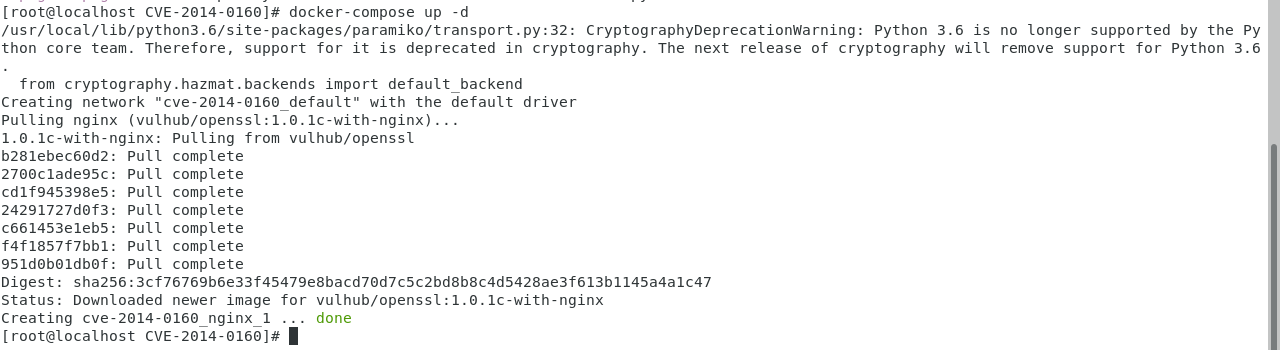 [root@localhost CVE-2014-0160]# docker-compose up -d
/usr/local/lib/python3.6/site-packages/paramiko/transport.py:32: CryptographyDeprecationWarning: Python 3.6 is no longer supported by the Py
thon core team. Therefore, support for it is deprecated in cryptography. The next release of cryptography will remove support for Python 3.6
.
  from cryptography.hazmat.backends import default_backend
Creating network "cve-2014-0160_default" with the default driver
Pulling nginx (vulhub/openssl:1.0.1c-with-nginx)...
1.0.1c-with-nginx: Pulling from vulhub/openssl
b281ebec60d2: Pull complete
2700c1ade95c: Pull complete
cd1f945398e5: Pull complete
24291727d0f3: Pull complete
c661453e1eb5: Pull complete
f4f1857f7bb1: Pull complete
951d0b01db0f: Pull complete
Digest: sha256:3cf76769b6e33f45479e8bacd70d7c5c2bd8b8c4d5428ae3f613b1145a4a1c47
Status: Downloaded newer image for vulhub/openssl:1.0.1c-with-nginx
Creating cve-2014-0160_nginx_1 ... done
[root@localhost CVE-2014-0160]#